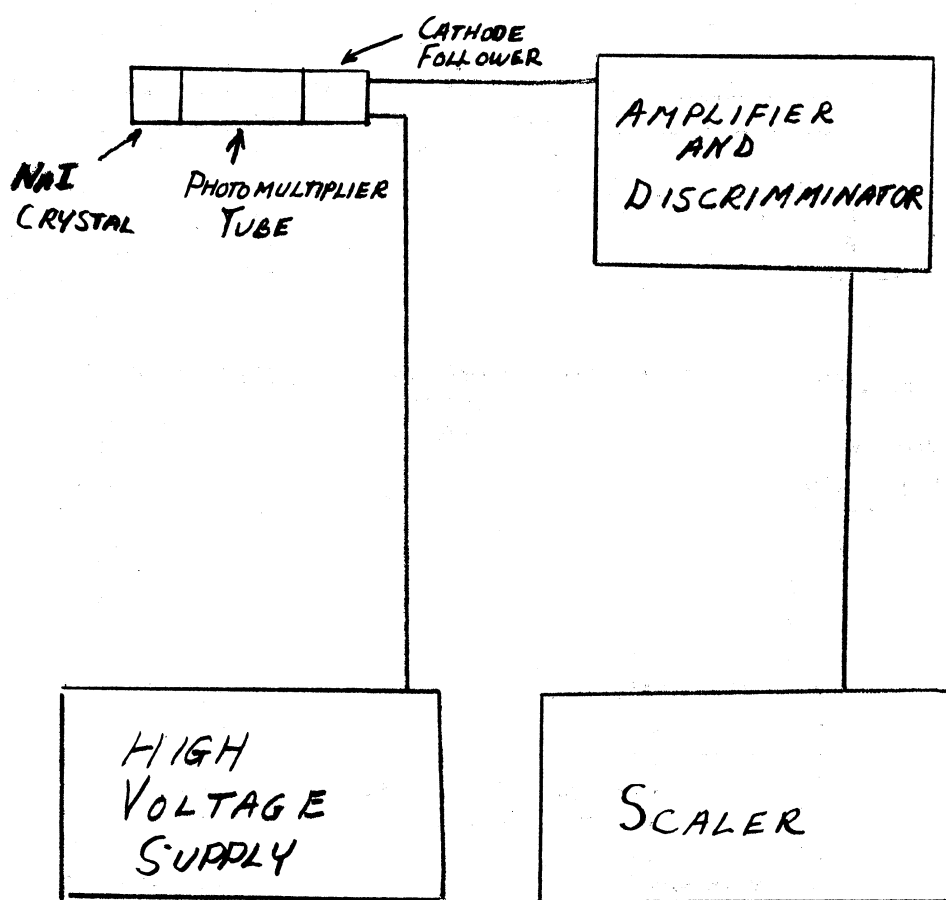 CATHODE
FOLLOWER
NaI
CRYSTAL
PHOTOMULTIPLIER
TUBE
AMPLIFIER
AND
DISCRIMMINATOR
HIGH
VOLTAGE
SUPPLY
SCALER